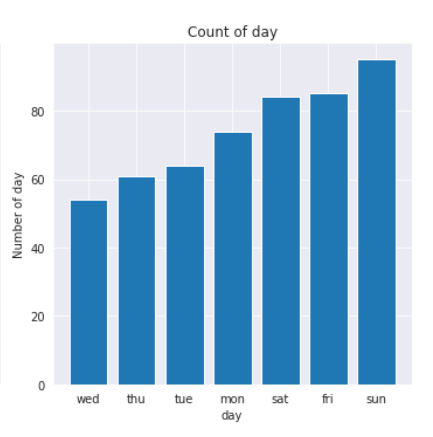 Count of day
Number of day
80
60
40
20
0
wed thu tue mon sat fri sun
day